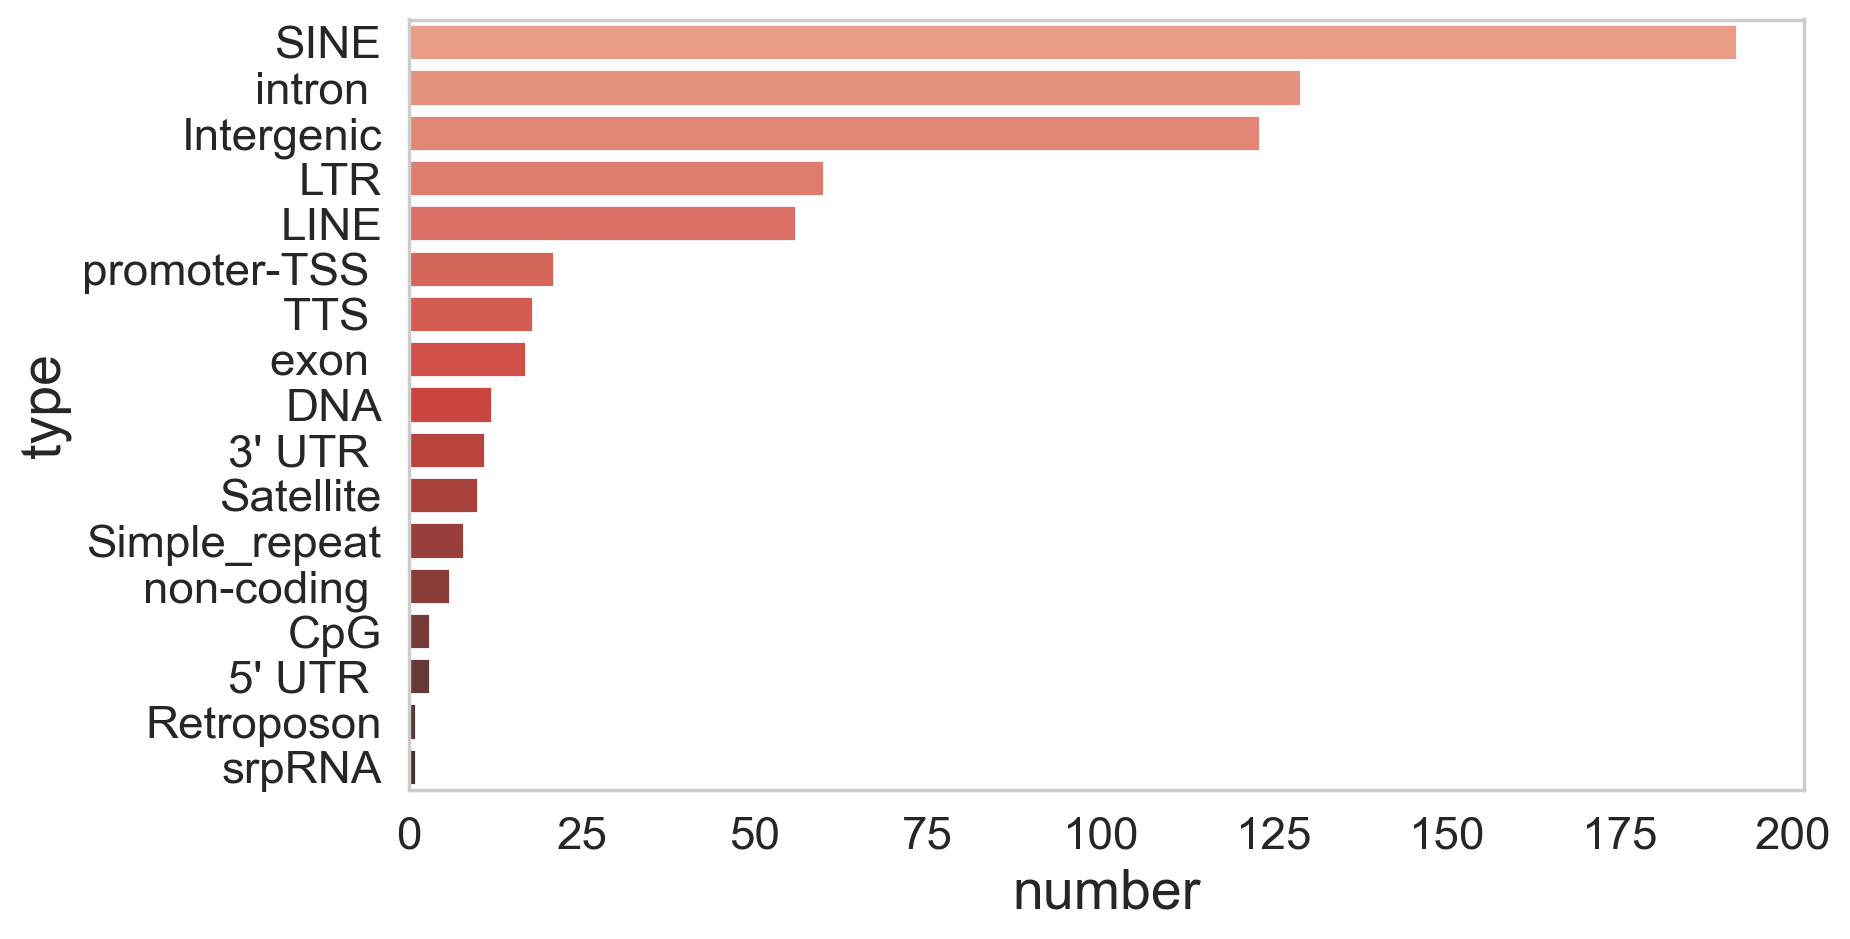 SINE
intron
Intergenic
LTR
LINE
promoter-TSS
TTS
exon
DNA
3' UTR
Satellite
Simple_repeat
non-coding
CpG
5' UTR
Retroposon
srpRNA
type
0 25 50 75 100 125 150 175 200
number